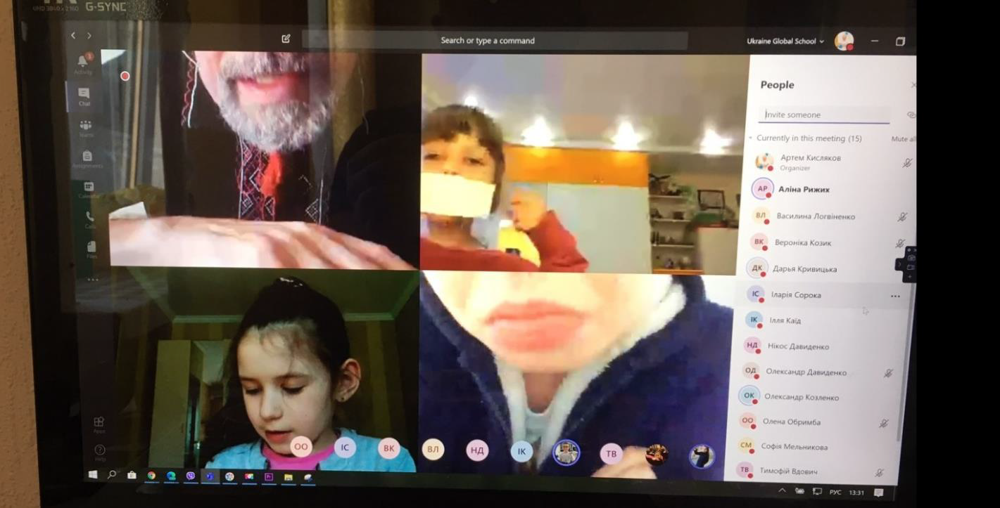 UHD 3840 x 2160 G-SYNC
Search or type a command
Ukraine Global School
Activity
Chat
Teams
Assignments
Calendar
Calls
Files
Apps
Help
People
Invite someone
Currently in this meeting (15)
Mute all
Артем Кисляков
Organizer
АР Аліна Рижих
ВЛ Василина Логвіненко
ВК Вероніка Козик
ДК Дарья Кривицька
ІС Іларія Сорока
ІК Ілля Каїд
НД Нікос Давиденко
ОД Олександр Давиденко
ОК Олександр Козленко
ОО Олена Обримба
СМ Софія Мельникова
ТВ Тимофій Вдович
ОО ІС ВК ВЛ НД ІК ТВ
Pr
РУС 13:31